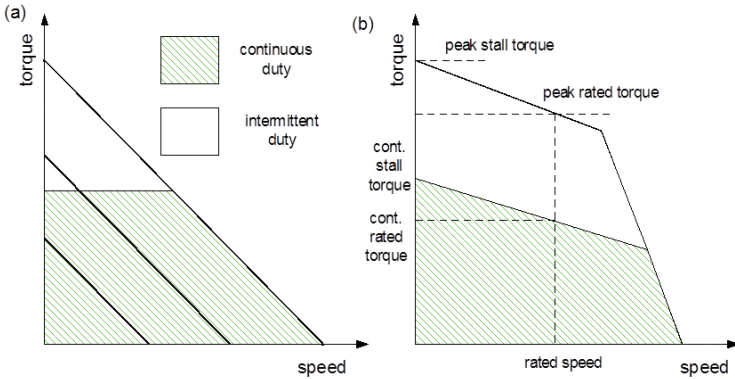 (a)
torque
continuous
duty
intermittent
duty
speed
(b)
torque
peak stall torque
peak rated torque
cont.
stall
torque
cont.
rated
torque
rated speed
speed